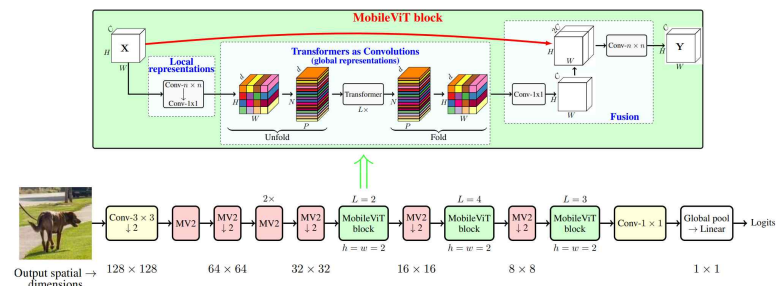 MobileViT block
C
H
X
W
Local
representations
Conv-n × n
↓
Conv-1x1
Transformers as Convolutions
(global representations)
d
H
W
d
N
P
Transformer
L×
d
N
P
d
H
W
Unfold
Fold
Conv-1x1
C
H
W
H
W
Conv-n × n
Fusion
C
H
Y
W
Conv-3 × 3
↓ 2
MV2
MV2
↓ 2
2×
MV2
MV2
↓ 2
L = 2
MobileViT
block
h = w = 2
MV2
↓ 2
L = 4
MobileViT
block
h = w = 2
MV2
↓ 2
L = 3
MobileViT
block
h = w = 2
Conv-1 × 1
Global pool
→ Linear
Logits
Output spatial →
dimensions
128 × 128
64 × 64
32 × 32
16 × 16
8 × 8
1 × 1